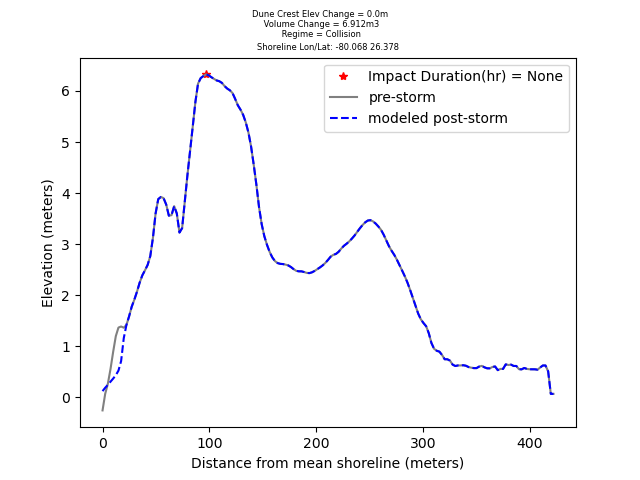 Dune Crest Elev Change = 0.0m
Volume Change = 6.912m3
Regime = Collision
Shoreline Lon/Lat: -80.068 26.378
Impact Duration(hr) = None
pre-storm
modeled post-storm
6
5
4
3
2
1
0
Elevation (meters)
0 100 200 300 400
Distance from mean shoreline (meters)